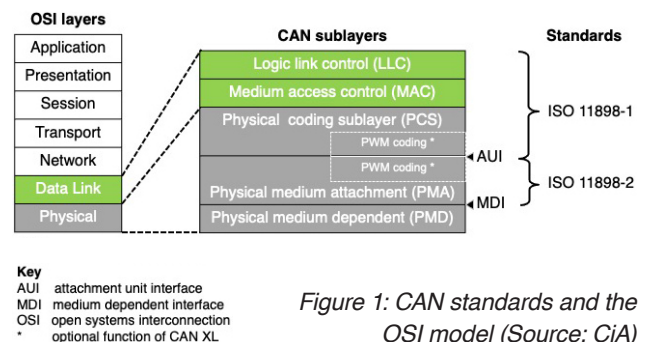 OSI layers
Application
Presentation
Session
Transport
Network
Data Link
Physical
CAN sublayers
Logic link control (LLC)
Medium access control (MAC)
Physical coding sublayer (PCS)
PWM coding *
PWM coding *
Physical medium attachment (PMA)
Physical medium dependent (PMD)
AUI
MDI
Standards
ISO 11898-1
ISO 11898-2
Key
AUI attachment unit interface
MDI medium dependent interface
OSI open systems interconnection
* optional function of CAN XL
Figure 1: CAN standards and the
OSI model (Source: CiA)